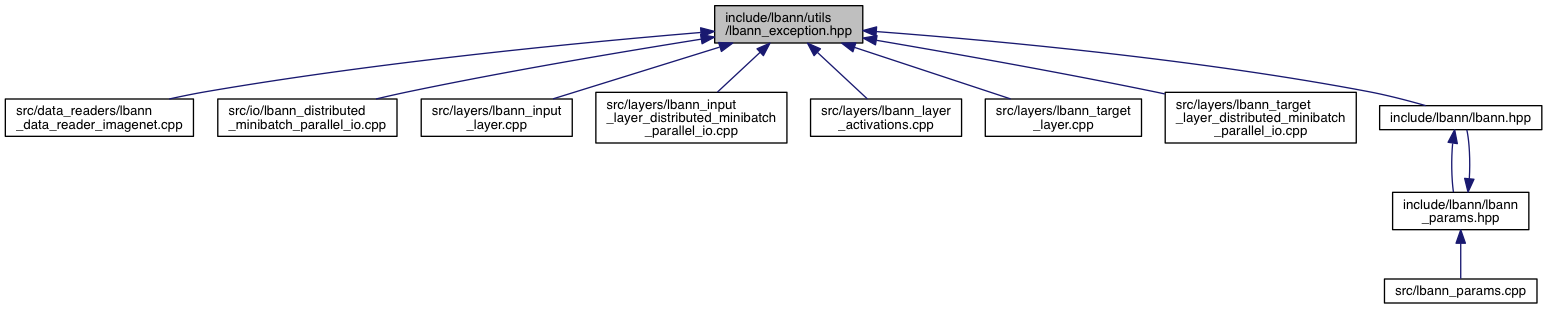 include/lbann/utils
/lbann_exception.hpp
src/data_readers/lbann
_data_reader_imagenet.cpp
src/io/lbann_distributed
_minibatch_parallel_io.cpp
src/layers/lbann_input
_layer.cpp
src/layers/lbann_input
_layer_distributed_minibatch
_parallel_io.cpp
src/layers/lbann_layer
_activations.cpp
src/layers/lbann_target
_layer.cpp
src/layers/lbann_target
_layer_distributed_minibatch
_parallel_io.cpp
include/lbann/lbann.hpp
include/lbann/lbann
_params.hpp
src/lbann_params.cpp